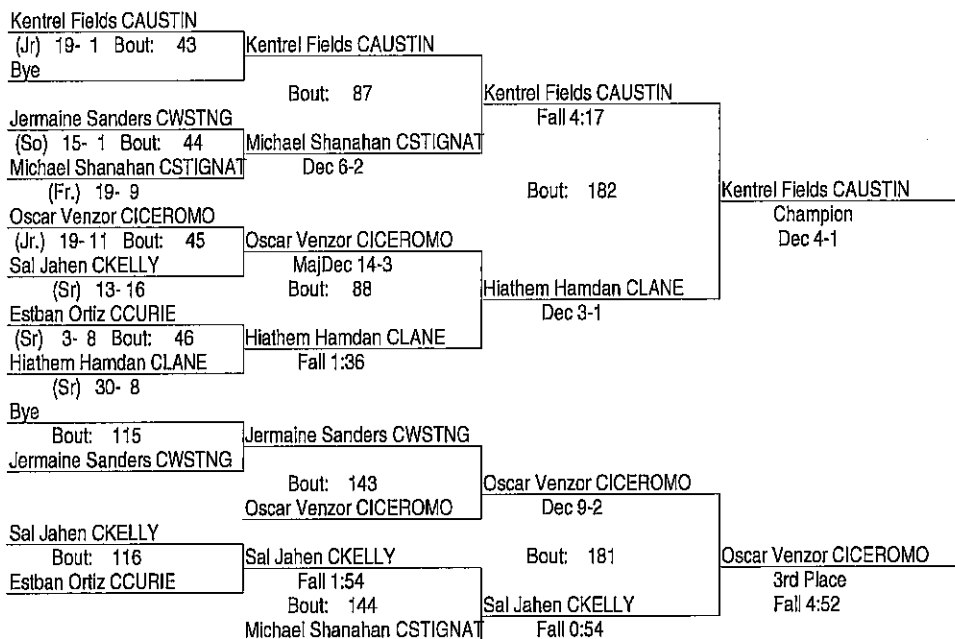 Kentrel Fields CAUSTIN
(Jr) 19- 1 Bout: 43
Bye
Kentrel Fields CAUSTIN
Bout: 87
Jermaine Sanders CWSTNG
(So) 15- 1 Bout: 44
Michael Shanahan CSTIGNAT
(Fr.) 19- 9
Michael Shanahan CSTIGNAT
Dec 6-2
Kentrel Fields CAUSTIN
Fall 4:17
Bout: 182
Oscar Venzor CICEROMO
(Jr.) 19- 11 Bout: 45
Sal Jahen CKELLY
(Sr) 13- 16
Oscar Venzor CICEROMO
MajDec 14-3
Bout: 88
Estban Ortiz CCURIE
(Sr) 3- 8 Bout: 46
Hiathem Hamdan CLANE
(Sr) 30- 8
Hiathem Hamdan CLANE
Fall 1:36
Hiathem Hamdan CLANE
Dec 3-1
Kentrel Fields CAUSTIN
Champion
Dec 4-1
Bye
Bout: 115
Jermaine Sanders CWSTNG
Jermaine Sanders CWSTNG
Bout: 143
Oscar Venzor CICEROMO
Oscar Venzor CICEROMO
Dec 9-2
Bout: 181
Sal Jahen CKELLY
Bout: 116
Estban Ortiz CCURIE
Sal Jahen CKELLY
Fall 1:54
Bout: 144
Michael Shanahan CSTIGNAT
Sal Jahen CKELLY
Fall 0:54
Oscar Venzor CICEROMO
3rd Place
Fall 4:52